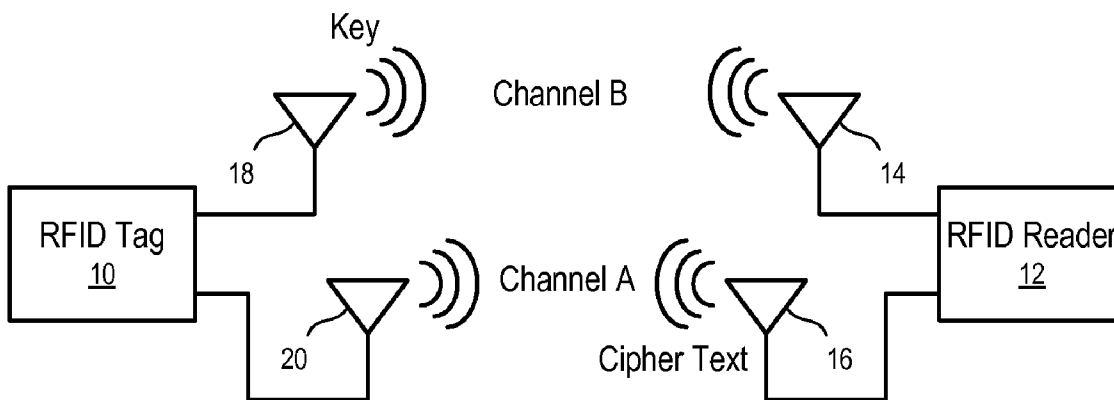 Key
Channel B
18
14
RFID Tag
10
RFID Reader
12
Channel A
20
Cipher Text
16